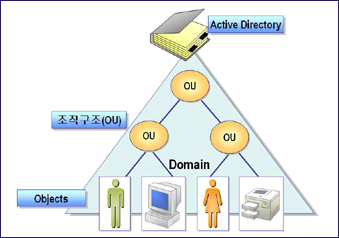 Active Directory
OU
조직구조(OU)
OU
OU
Domain
Objects